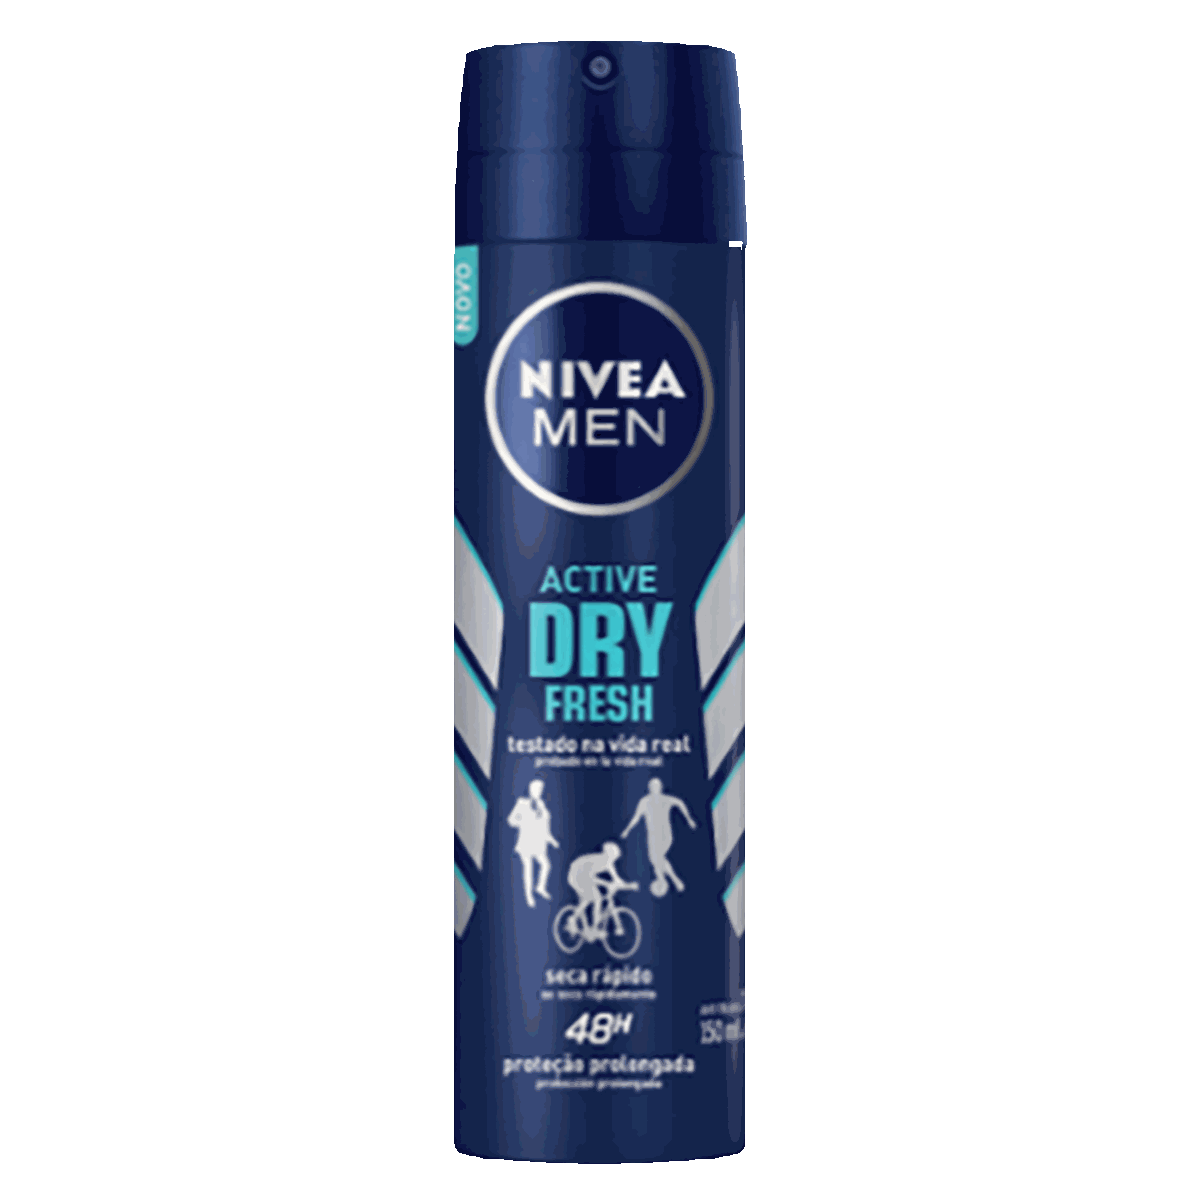 NOVO
NIVEA
MEN
ACTIVE
DRY
FRESH
testado na vida real
probado en la vida real
seca rápido
se seca rápidamente
48H
proteção prolongada
protección prolongada
150 ml